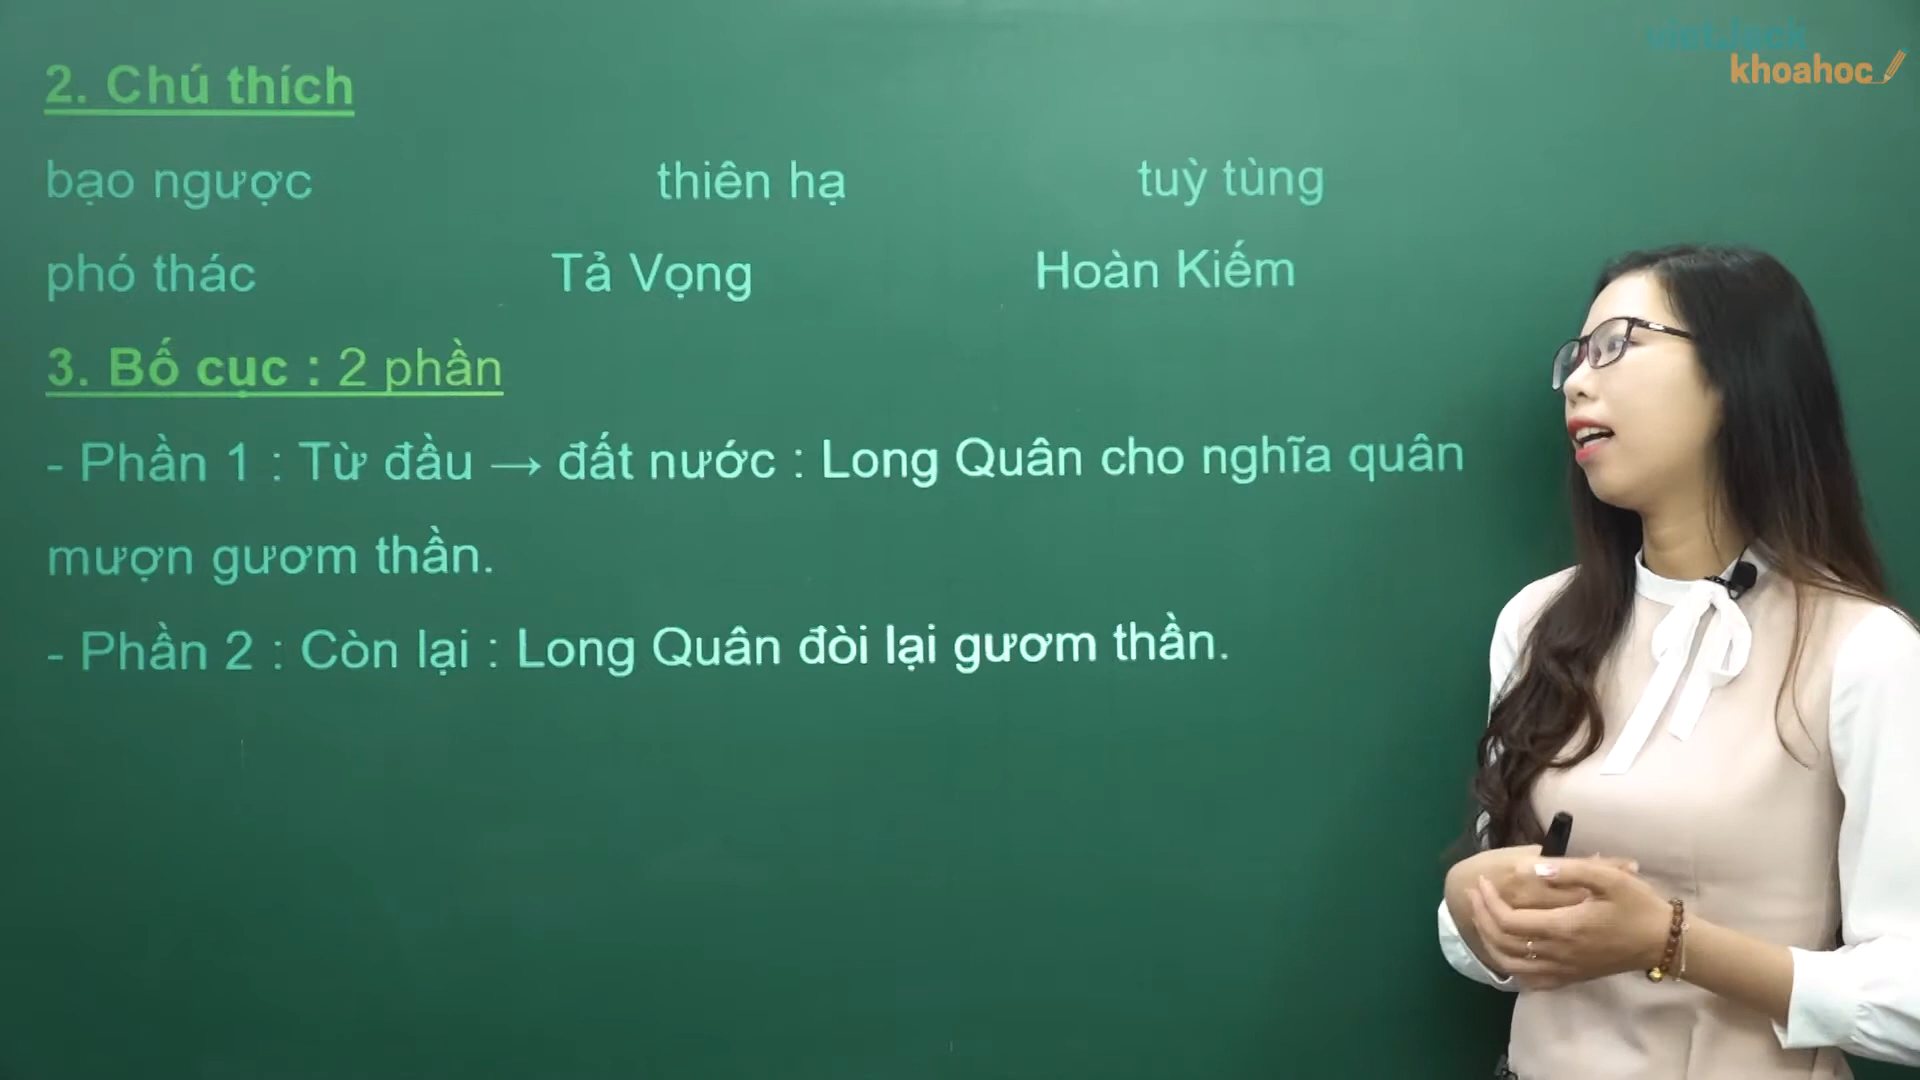 vietJack
khoahoc
2. Chú thích
bạo ngược thiên hạ tuỳ tùng
phó thác Tả Vọng Hoàn Kiếm
3. Bố cục : 2 phần
- Phần 1 : Từ đầu → đất nước : Long Quân cho nghĩa quân
mượn gươm thần.
- Phần 2 : Còn lại : Long Quân đòi lại gươm thần.